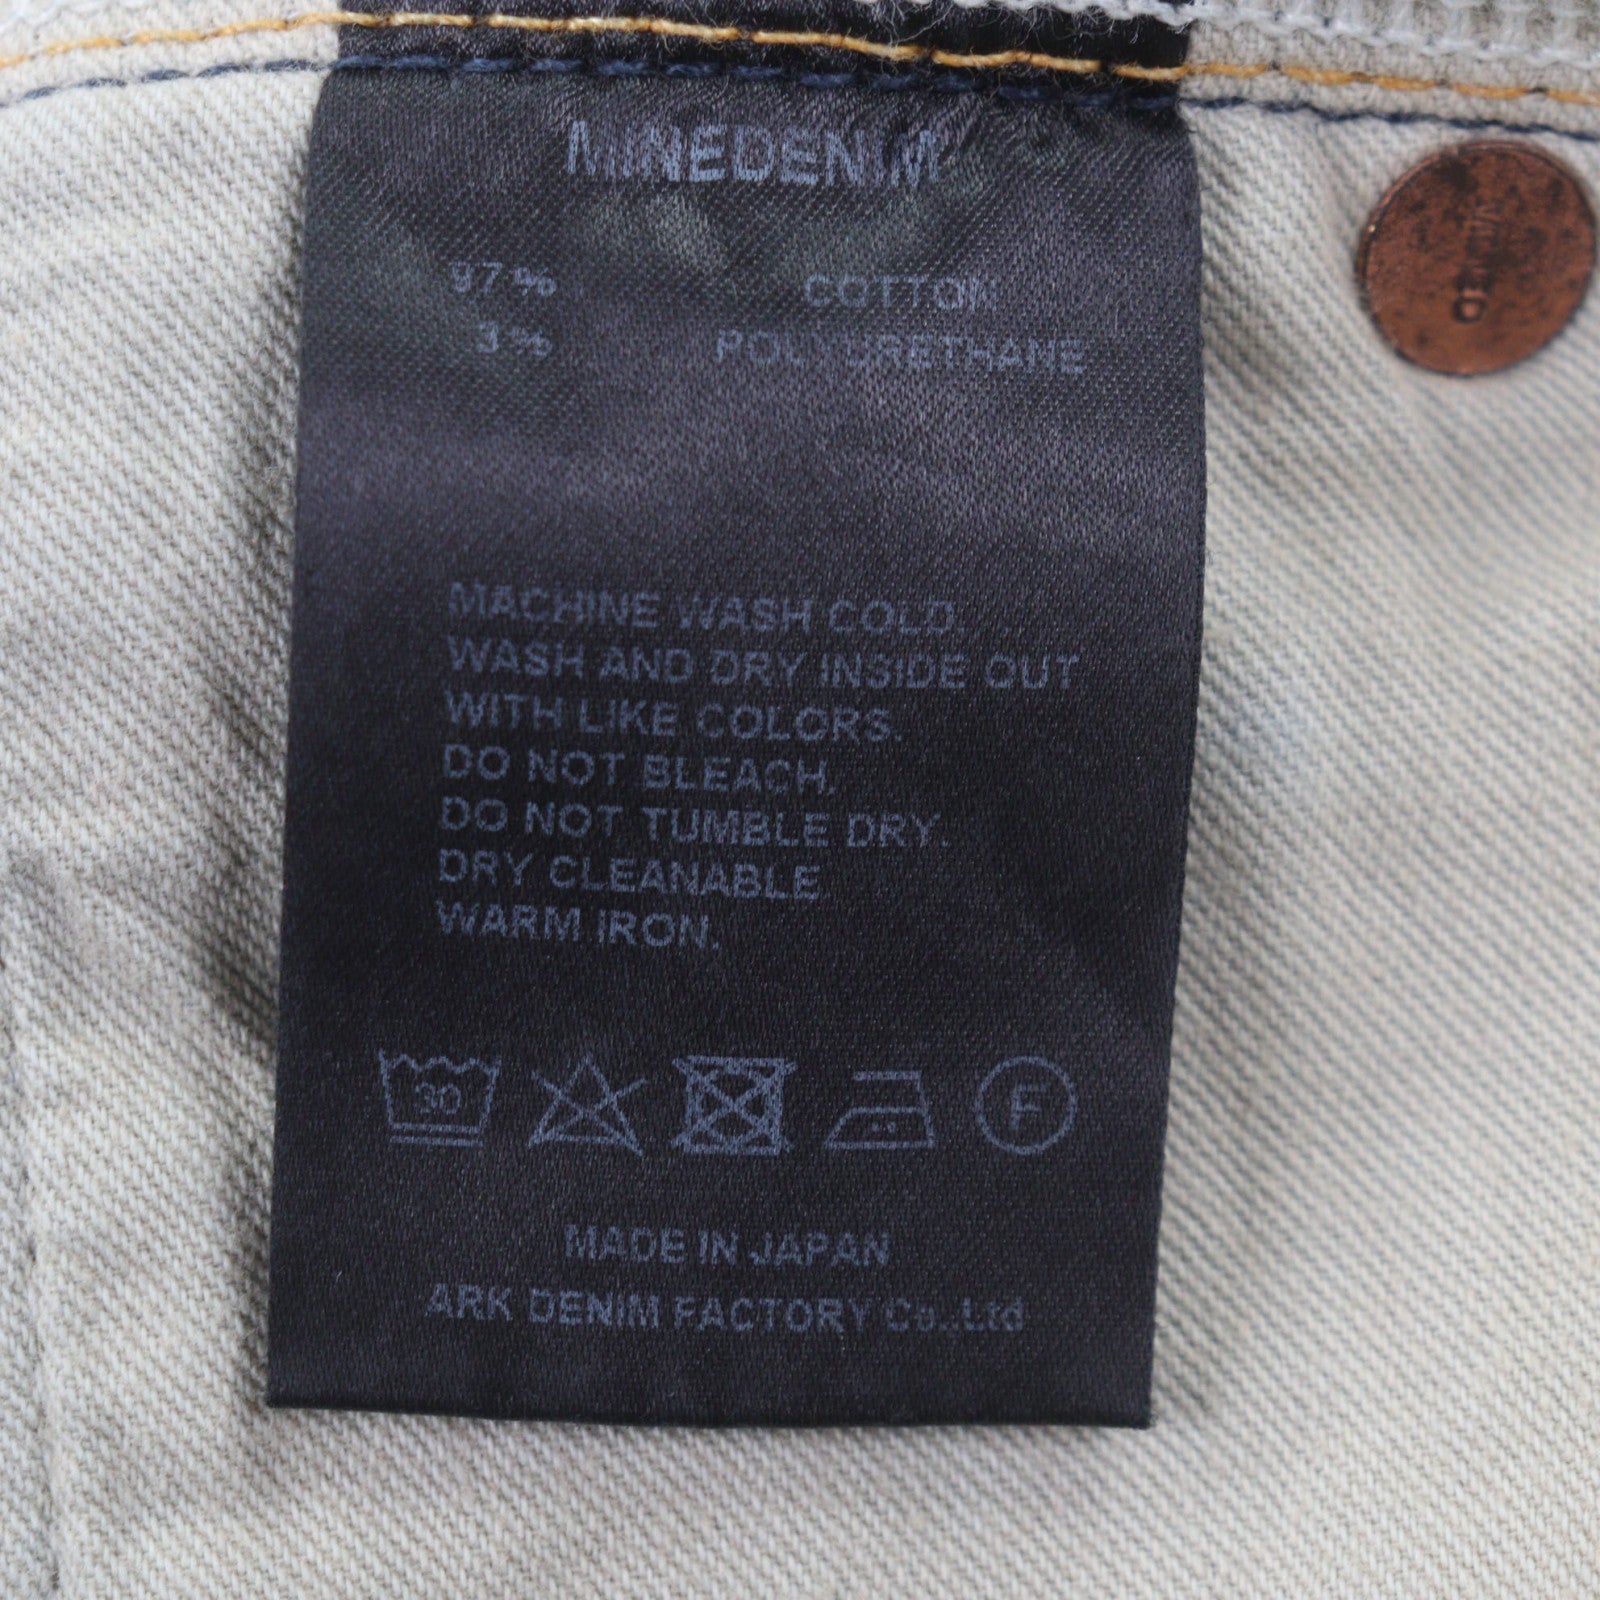 MINEDENIM
97% COTTON
3% POLYURETHANE
MACHINE WASH COLD.
WASH AND DRY INSIDE OUT
WITH LIKE COLORS.
DO NOT BLEACH.
DO NOT TUMBLE DRY.
DRY CLEANABLE.
WARM IRON.
30
F
MADE IN JAPAN
ARK DENIM FACTORY Co.,Ltd